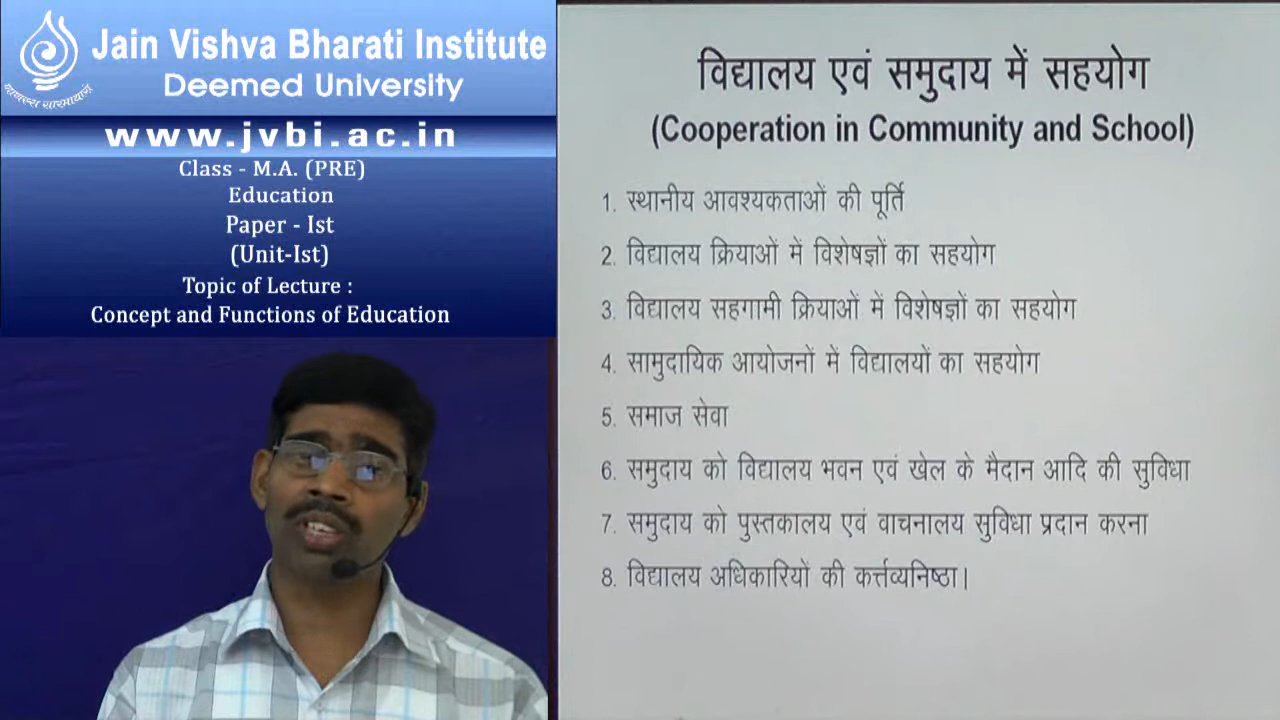 Jain Vishva Bharati Institute
Deemed University
www.jvbi.ac.in
Class - M.A. (PRE)
Education
Paper - Ist
(Unit-Ist)
Topic of Lecture :
Concept and Functions of Education
विद्यालय एवं समुदाय में सहयोग
(Cooperation in Community and School)
1. स्थानीय आवश्यकताओं की पूर्ति
2. विद्यालय क्रियाओं में विशेषज्ञों का सहयोग
3. विद्यालय सहगामी क्रियाओं में विशेषज्ञों का सहयोग
4. सामुदायिक आयोजनों में विद्यालयों का सहयोग
5. समाज सेवा
6. समुदाय को विद्यालय भवन एवं खेल के मैदान आदि की सुविधा
7. समुदाय को पुस्तकालय एवं वाचनालय सुविधा प्रदान करना
8. विद्यालय अधिकारियों की कर्त्तव्यनिष्ठा।